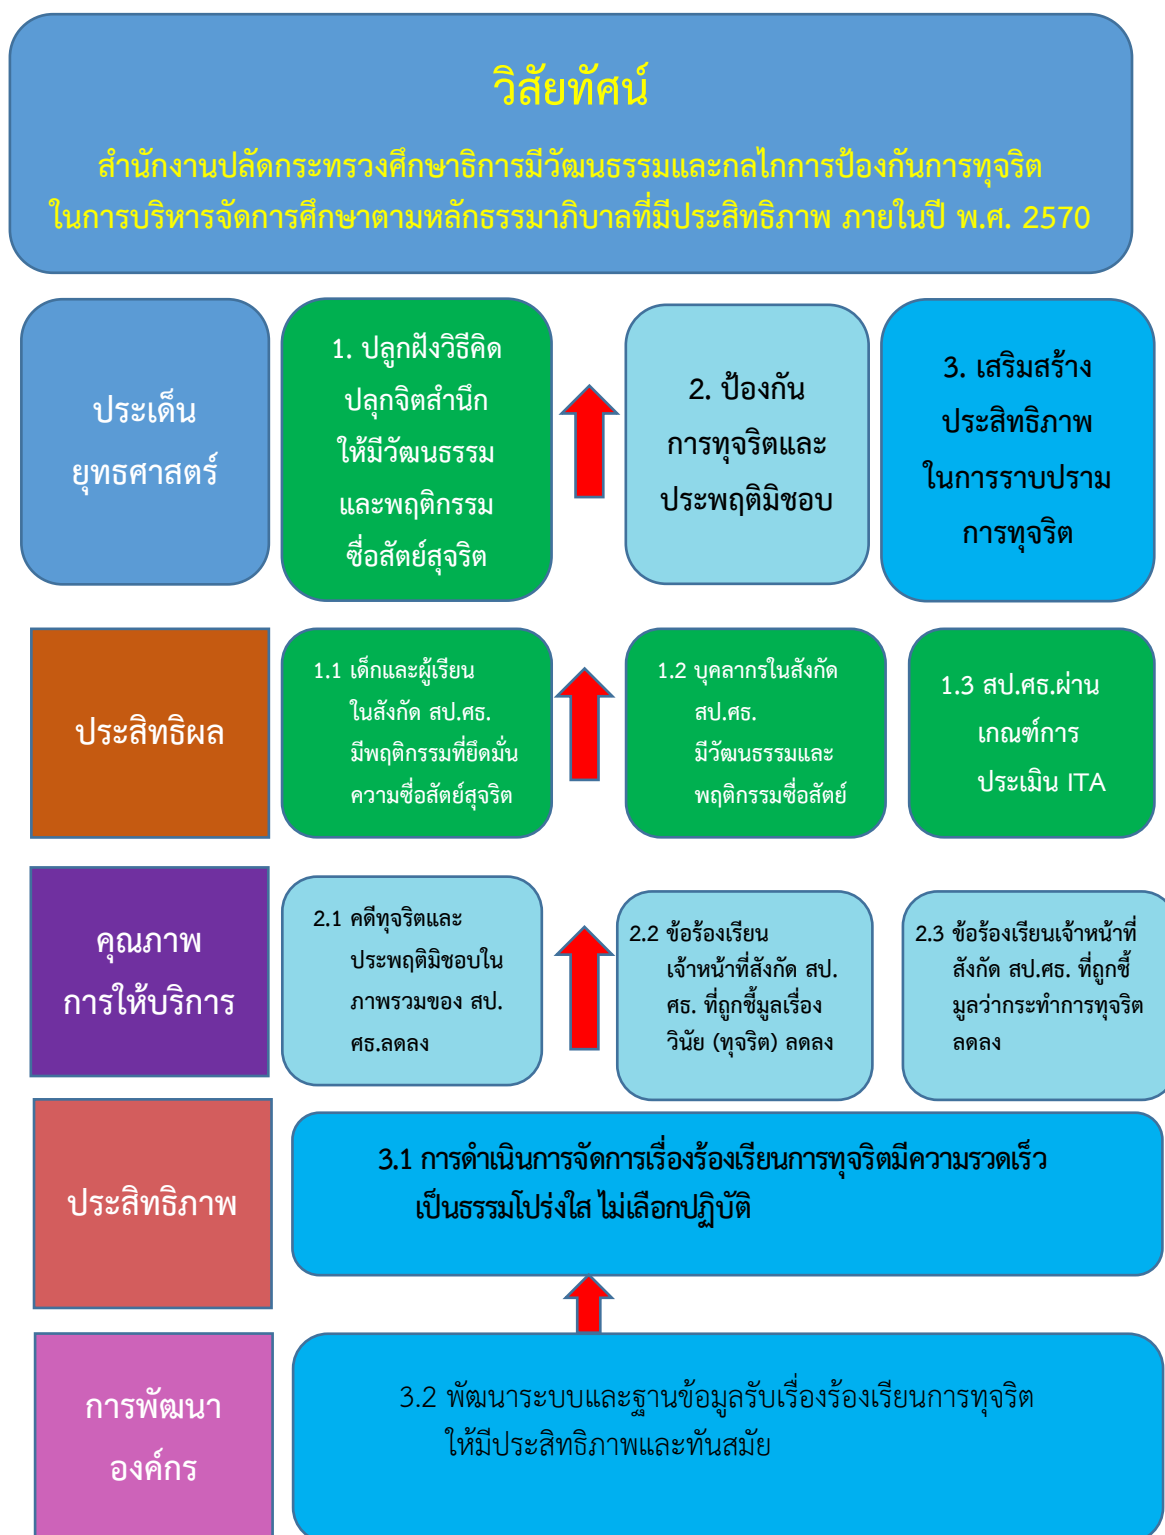 วิสัยทัศน์
สำนักงานปลัดกระทรวงศึกษาธิการมีวัฒนธรรมและกลไกการป้องกันการทุจริต
ในการบริหารจัดการศึกษาตามหลักธรรมาภิบาลที่มีประสิทธิภาพ ภายในปี พ.ศ. 2570
ประเด็น
ยุทธศาสตร์
1. ปลูกฝังวิธีคิด
ปลุกจิตสำนึก
ให้มีวัฒนธรรม
และพฤติกรรม
ซื่อสัตย์สุจริต
2. ป้องกัน
การทุจริตและ
ประพฤติมิชอบ
3. เสริมสร้าง
ประสิทธิภาพ
ในการราบปราม
การทุจริต
ประสิทธิผล
1.1 เด็กและผู้เรียน
ในสังกัด สป.ศธ.
มีพฤติกรรมที่ยึดมั่น
ความซื่อสัตย์สุจริต
1.2 บุคลากรในสังกัด
สป.ศธ.
มีวัฒนธรรมและ
พฤติกรรมซื่อสัตย์
1.3 สป.ศธ.ผ่าน
เกณฑ์การ
ประเมิน ITA
คุณภาพ
การให้บริการ
2.1 คดีทุจริตและ
ประพฤติมิชอบใน
ภาพรวมของ สป.
ศธ.ลดลง
2.2 ข้อร้องเรียน
เจ้าหน้าที่สังกัด สป.
ศธ. ที่ถูกชี้มูลเรื่อง
วินัย (ทุจริต) ลดลง
2.3 ข้อร้องเรียนเจ้าหน้าที่
สังกัด สป.ศธ. ที่ถูกชี้
มูลว่ากระทำการทุจริต
ลดลง
ประสิทธิภาพ
3.1 การดำเนินการจัดการเรื่องร้องเรียนการทุจริตมีความรวดเร็ว
เป็นธรรมโปร่งใส ไม่เลือกปฏิบัติ
การพัฒนา
องค์กร
3.2 พัฒนาระบบและฐานข้อมูลรับเรื่องร้องเรียนการทุจริต
ให้มีประสิทธิภาพและทันสมัย